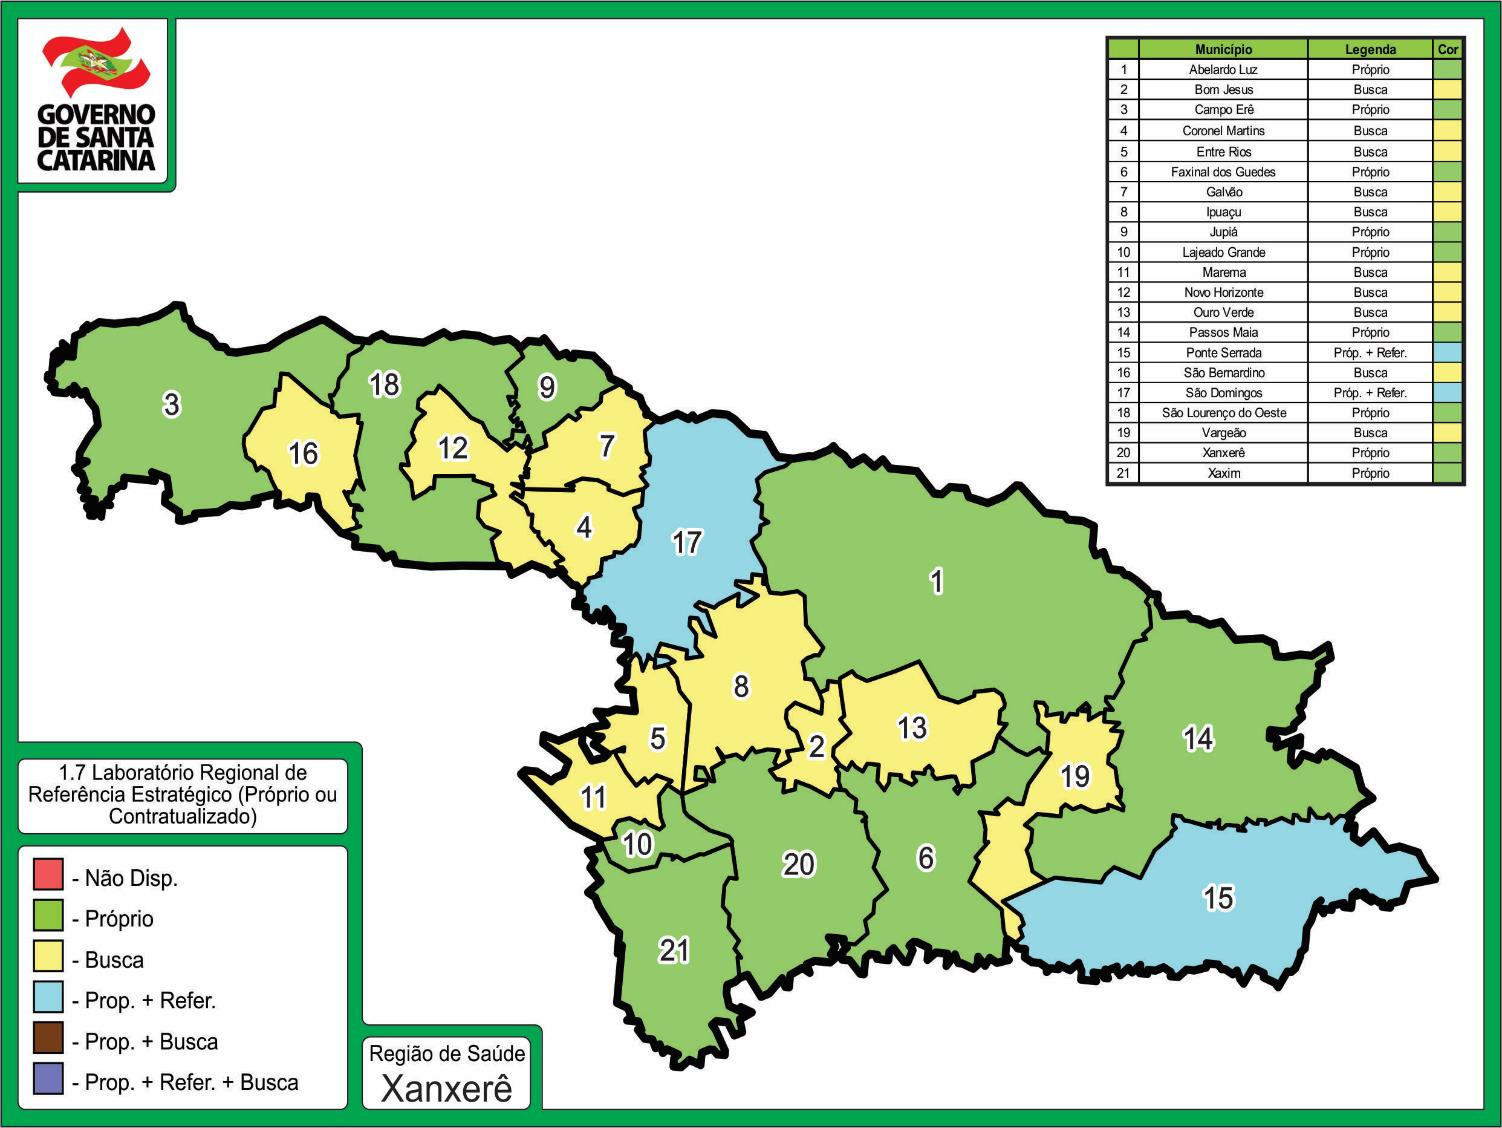 GOVERNO
DE SANTA
CATARINA
Município Legenda Cor
1 Abelardo Luz Próprio
2 Bom Jesus Busca
3 Campo Erê Próprio
4 Coronel Martins Busca
5 Entre Rios Busca
6 Faxinal dos Guedes Próprio
7 Galvão Busca
8 Ipuaçu Busca
9 Jupiá Próprio
10 Lajeado Grande Próprio
11 Marema Busca
12 Novo Horizonte Busca
13 Ouro Verde Busca
14 Passos Maia Próprio
15 Ponte Serrada Próp. + Refer.
16 São Bernardino Busca
17 São Domingos Próp. + Refer.
18 São Lourenço do Oeste Próprio
19 Vargeão Busca
20 Xanxerê Próprio
21 Xaxim Próprio
3
18
9
16
12
7
4
17
1
8
5
2
13
14
19
11
10
20
6
15
21
1.7 Laboratório Regional de
Referência Estratégico (Próprio ou
Contratualizado)
- Não Disp.
- Próprio
- Busca
- Prop. + Refer.
- Prop. + Busca
- Prop. + Refer. + Busca
Região de Saúde
Xanxerê